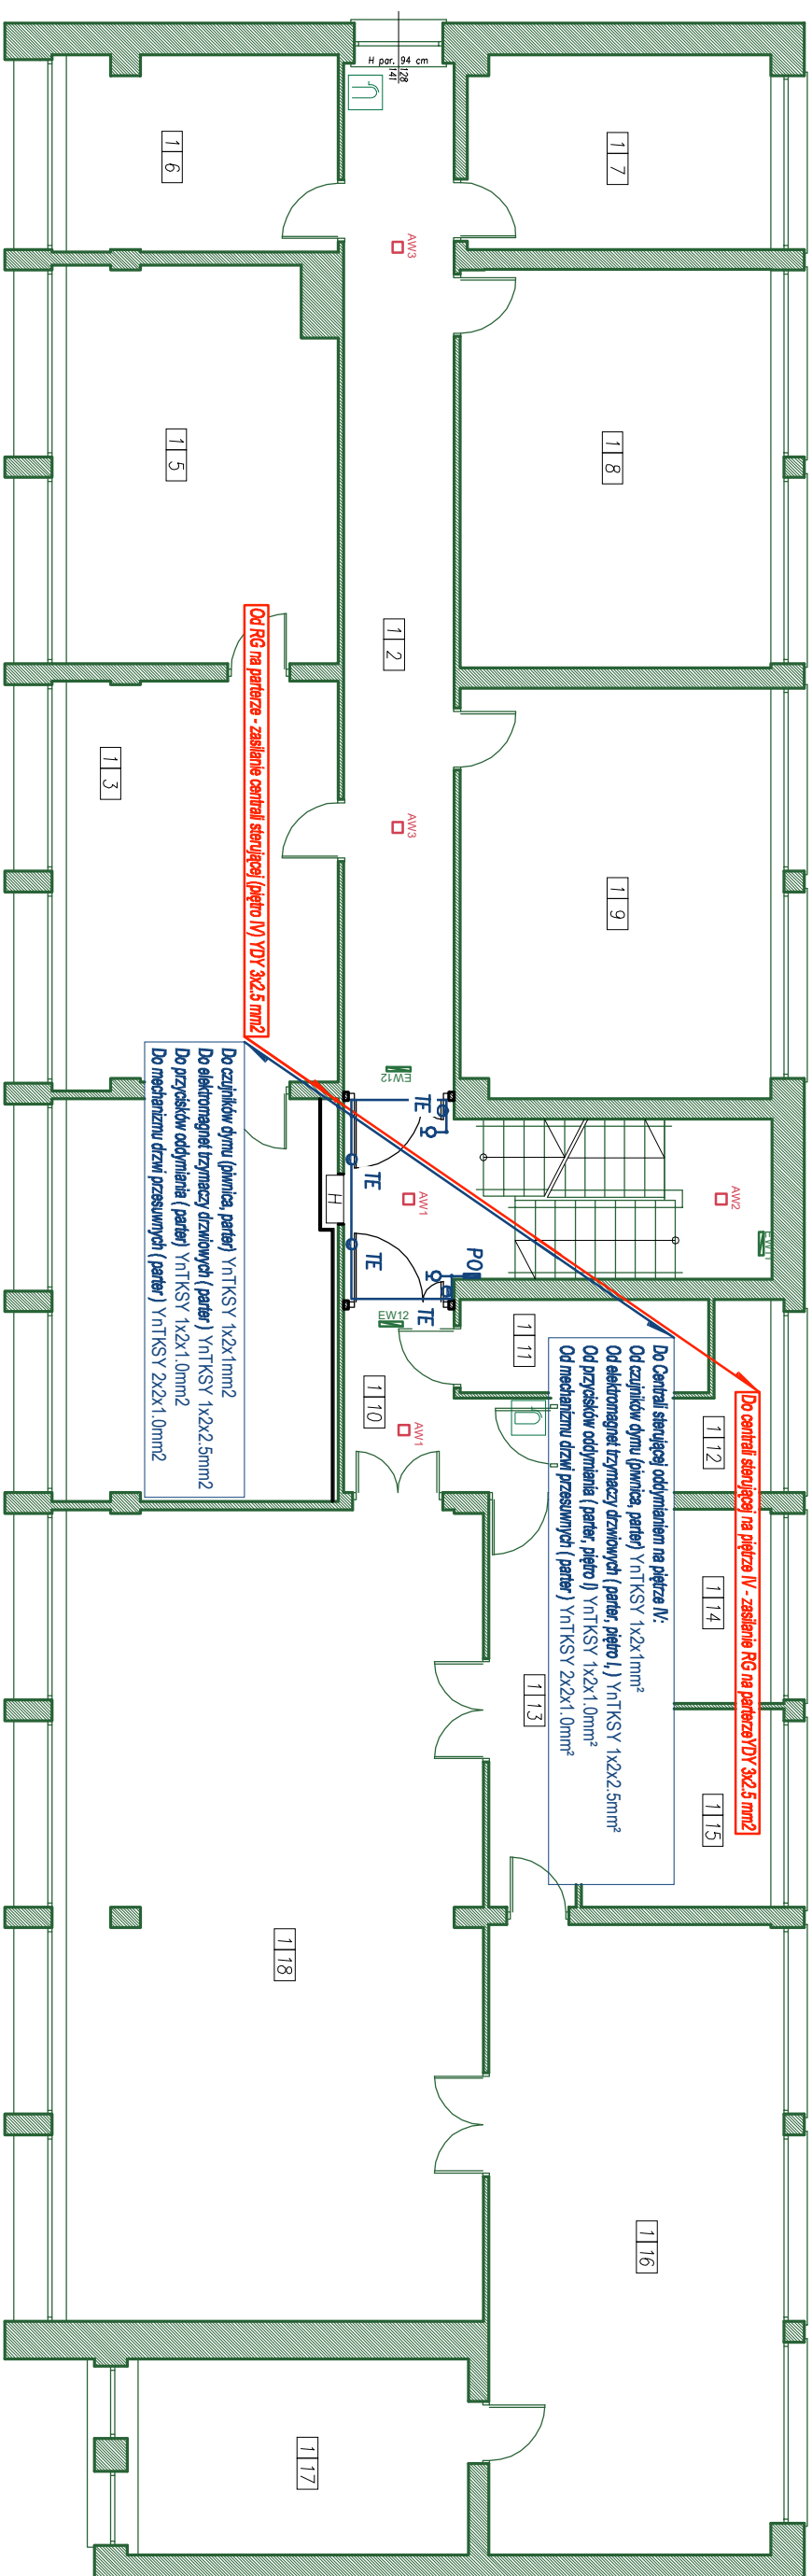 H par. 94 cm
128
141
1 6
1 7
AW3
1 5
1 8
1 2
Od RG na parterze - zasilanie centrali sterującej (piętro IV) YDY 3x2.5 mm2
1 3
AW3
1 9
EW12
TE
TE
H
AW1
AW2
EW1
TE
PO
TE
EW12
Do czujników dymu (piwnica, parter) YnTKSY 1x2x1mm2
Do elektromagnet trzymaczy drzwiowych ( parter ) YnTKSY 1x2x2.5mm2
Do przycisków oddymiania ( parter) YnTKSY 1x2x1.0mm2
Do mechanizmu drzwi przesuwnych ( parter ) YnTKSY 2x2x1.0mm2
1 11
1 10
AW1
1 12
Do centrali sterującej na piętrze IV - zasilanie RG na parterzeYDY 3x2.5 mm2
Do Centrali sterującej oddymianiem na piętrze IV:
Od czujników dymu (piwnica, parter) YnTKSY 1x2x1mm²
Od elektromagnet trzymaczy drzwiowych ( parter, piętro I,) YnTKSY 1x2x2.5mm²
Od przycisków oddymiania ( parter, piętro I) YnTKSY 1x2x1.0mm²
Od mechanizmu drzwi przesuwnych ( parter ) YnTKSY 2x2x1.0mm²
1 14
1 13
1 15
1 18
1 16
1 17